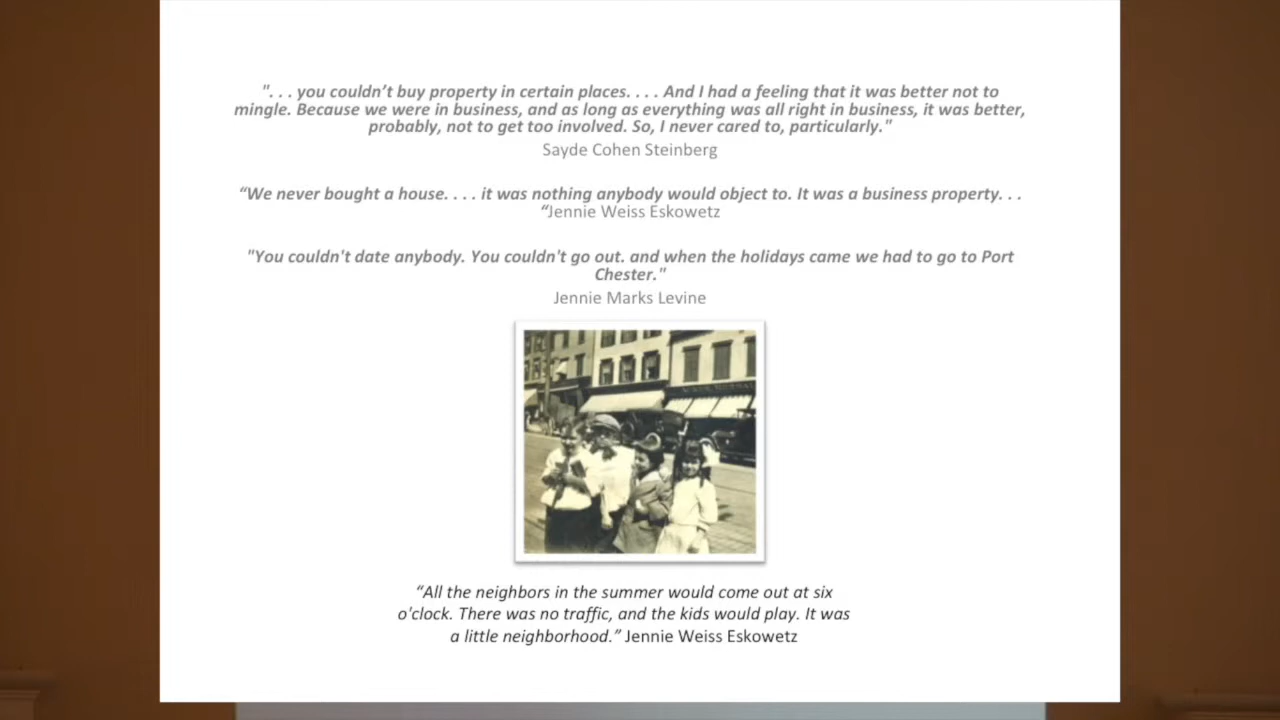 ". . . you couldn’t buy property in certain places. . . . And I had a feeling that it was better not to
mingle. Because we were in business, and as long as everything was all right in business, it was better,
probably, not to get too involved. So, I never cared to, particularly."
Sayde Cohen Steinberg
“We never bought a house. . . . it was nothing anybody would object to. It was a business property. . .
“Jennie Weiss Eskowetz
"You couldn't date anybody. You couldn't go out. and when the holidays came we had to go to Port
Chester."
Jennie Marks Levine
“All the neighbors in the summer would come out at six
o'clock. There was no traffic, and the kids would play. It was
a little neighborhood.” Jennie Weiss Eskowetz